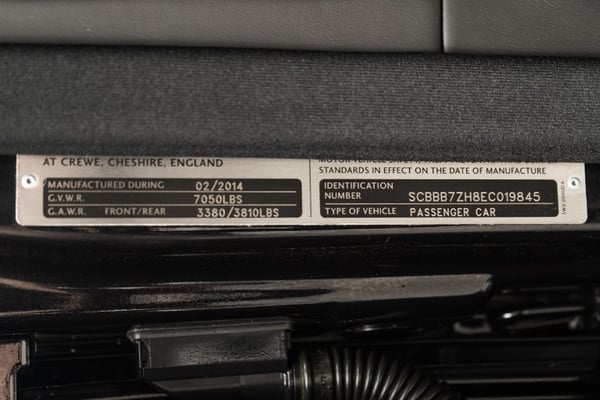 AT CREWE, CHESHIRE, ENGLAND
MANUFACTURED DURING 02/2014
G.V.W.R. 7050LBS
G.A.W.R. FRONT/REAR 3380/3810LBS
STANDARDS IN EFFECT ON THE DATE OF MANUFACTURE
IDENTIFICATION
NUMBER SCBBB7ZH8EC019845
TYPE OF VEHICLE PASSENGER CAR